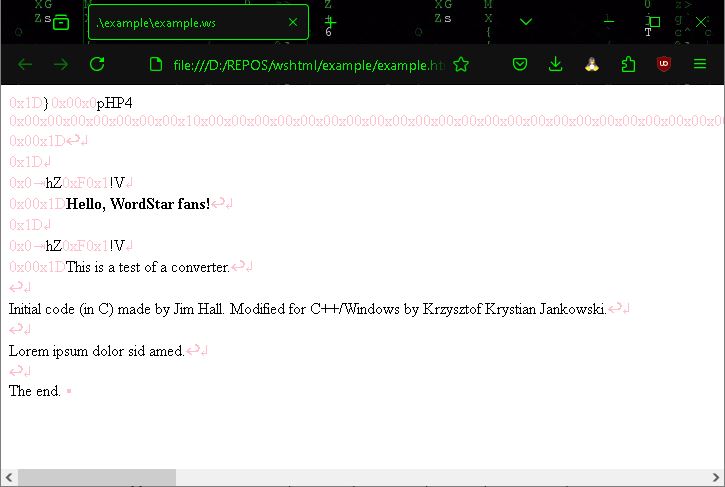 .\example\example.ws
file:///D:/REPOS/wshtml/example/example.ht
0x1D}0x00x0pHP4
0x00x00x00x00x00x00x00x00x10x00x00x00x00x00x00x00x00x00x00x00x00x00x00x00x00x00x00x00x00x00x00x00x0
0x00x1D↩↲
0x1D↲
0x0→hZ0xF0x1!V↲
0x00x1DHello, WordStar fans!↩↲
0x1D↲
0x0→hZ0xF0x1!V↲
0x00x1DThis is a test of a converter.↩↲
↩↲
Initial code (in C) made by Jim Hall. Modified for C++/Windows by Krzysztof Krystian Jankowski.↩↲
↩↲
Lorem ipsum dolor sid amed.↩↲
↩↲
The end. ▪